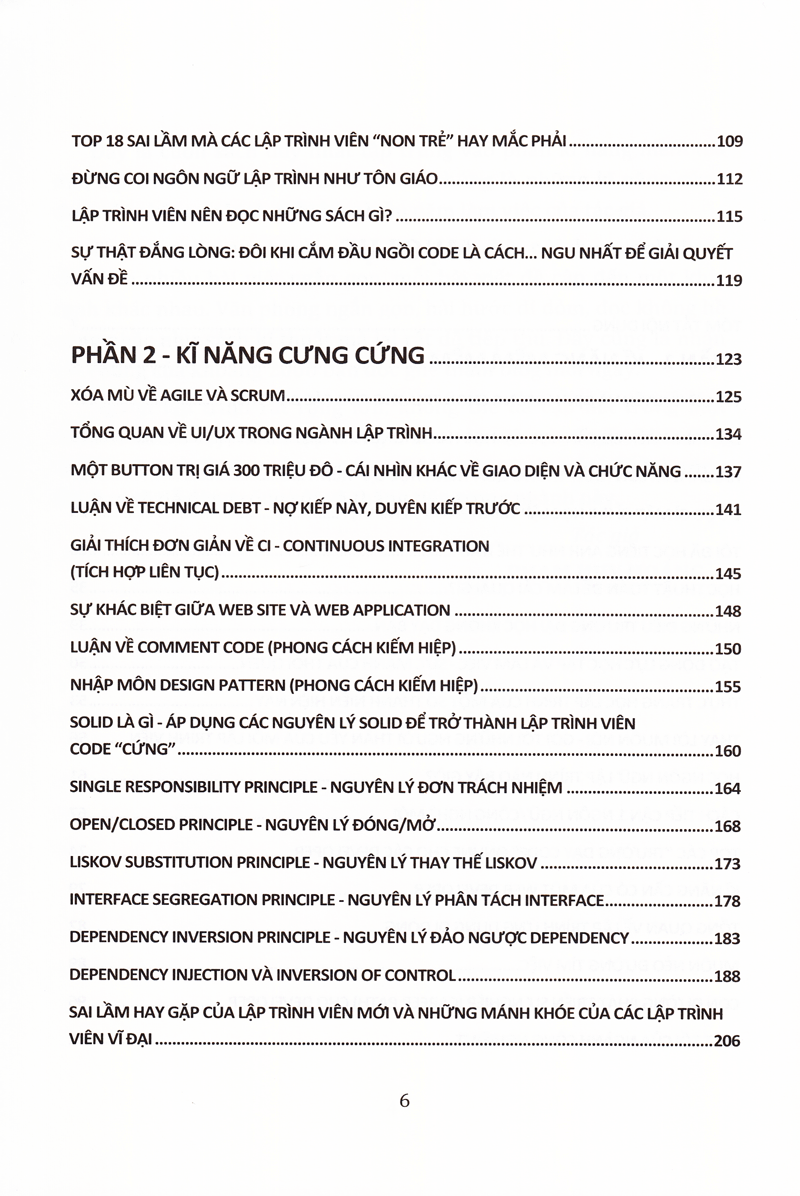 TOP 18 SAI LẦM MÀ CÁC LẬP TRÌNH VIÊN “NON TRẺ” HAY MẮC PHẢI...................................109
ĐỪNG COI NGÔN NGỮ LẬP TRÌNH NHƯ TÔN GIÁO...................................112
LẬP TRÌNH VIÊN NÊN ĐỌC NHỮNG SÁCH GÌ?...................................115
SỰ THẬT ĐẮNG LÒNG: ĐÔI KHI CẮM ĐẦU NGỒI CODE LÀ CÁCH... NGU NHẤT ĐỂ GIẢI QUYẾT
VẤN ĐỀ...................................119
PHẦN 2 - KĨ NĂNG CƯNG CỨNG...................................123
XÓA MÙ VỀ AGILE VÀ SCRUM...................................125
TỔNG QUAN VỀ UI/UX TRONG NGÀNH LẬP TRÌNH...................................134
MỘT BUTTON TRỊ GIÁ 300 TRIỆU ĐÔ - CÁI NHÌN KHÁC VỀ GIAO DIỆN VÀ CHỨC NĂNG.......137
LUẬN VỀ TECHNICAL DEBT - NỢ KIẾP NÀY, DUYÊN KIẾP TRƯỚC...................................141
GIẢI THÍCH ĐƠN GIẢN VỀ CI - CONTINUOUS INTEGRATION
(TÍCH HỢP LIÊN TỤC)...................................145
SỰ KHÁC BIỆT GIỮA WEB SITE VÀ WEB APPLICATION...................................148
LUẬN VỀ COMMENT CODE (PHONG CÁCH KIẾM HIỆP)...................................150
NHẬP MÔN DESIGN PATTERN (PHONG CÁCH KIẾM HIỆP)...................................155
SOLID LÀ GÌ - ÁP DỤNG CÁC NGUYÊN LÝ SOLID ĐỂ TRỞ THÀNH LẬP TRÌNH VIÊN
CODE “CỨNG”...................................160
SINGLE RESPONSIBILITY PRINCIPLE - NGUYÊN LÝ ĐƠN TRÁCH NHIỆM...................................164
OPEN/CLOSED PRINCIPLE - NGUYÊN LÝ ĐÓNG/MỞ...................................168
LISKOV SUBSTITUTION PRINCIPLE - NGUYÊN LÝ THAY THẾ LISKOV...................................173
INTERFACE SEGREGATION PRINCIPLE - NGUYÊN LÝ PHÂN TÁCH INTERFACE...................................178
DEPENDENCY INVERSION PRINCIPLE - NGUYÊN LÝ ĐẢO NGƯỢC DEPENDENCY...................................183
DEPENDENCY INJECTION VÀ INVERSION OF CONTROL...................................188
SAI LẦM HAY GẶP CỦA LẬP TRÌNH VIÊN MỚI VÀ NHỮNG MÁNH KHÓE CỦA CÁC LẬP TRÌNH
VIÊN VĨ ĐẠI...................................206
6